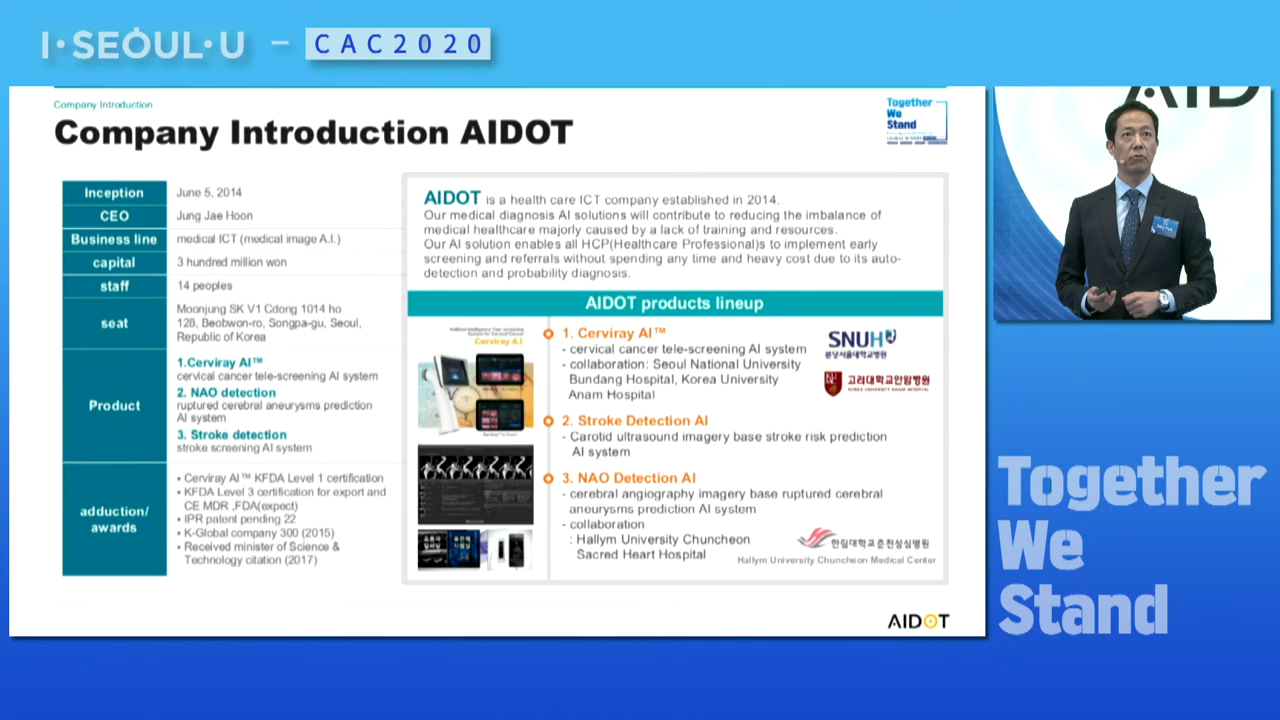 I·SEOUL·U – CAC2020
Company Introduction
Company Introduction AIDOT
Together
We
Stand
Inception
June 5, 2014
CEO
Jung Jae Hoon
Business line
medical ICT (medical image A.I.)
capital
3 hundred million won
staff
14 peoples
seat
Moonjung SK V1 Cdong 1014 ho
128, Beobwon-ro, Songpa-gu, Seoul,
Republic of Korea
Product
1.Cerviray AI™
cervical cancer tele-screening AI system
2. NAO detection
ruptured cerebral aneurysms prediction
AI system
3. Stroke detection
stroke screening AI system
adduction/
awards
• Cerviray AI™ KFDA Level 1 certification
• KFDA Level 3 certification for export and
CE MDR ,FDA(expect)
• IPR patent pending 22
• K-Global company 300 (2015)
• Received minister of Science &
Technology citation (2017)
AIDOT is a health care ICT company established in 2014.
Our medical diagnosis AI solutions will contribute to reducing the imbalance of
medical healthcare majorly caused by a lack of training and resources.
Our AI solution enables all HCP(Healthcare Professional)s to implement early
screening and referrals without spending any time and heavy cost due to its auto-
detection and probability diagnosis.
AIDOT products lineup
Artificial Intelligence Tele-screening
System for Cervical Cancer
Cerviray A.I.
1. Cerviray AI™
- cervical cancer tele-screening AI system
- collaboration: Seoul National University
Bundang Hospital, Korea University
Anam Hospital
SNUH
분당서울대학교병원
고려대학교안암병원
KOREA UNIVERSITY ANAM HOSPITAL
2. Stroke Detection AI
- Carotid ultrasound imagery base stroke risk prediction
AI system
3. NAO Detection AI
- cerebral angiography imagery base ruptured cerebral
aneurysms prediction AI system
- collaboration
: Hallym University Chuncheon
Sacred Heart Hospital
한림대학교춘천성심병원
Hallym University Chuncheon Medical Center
AIDOT
AID
Together
We
Stand